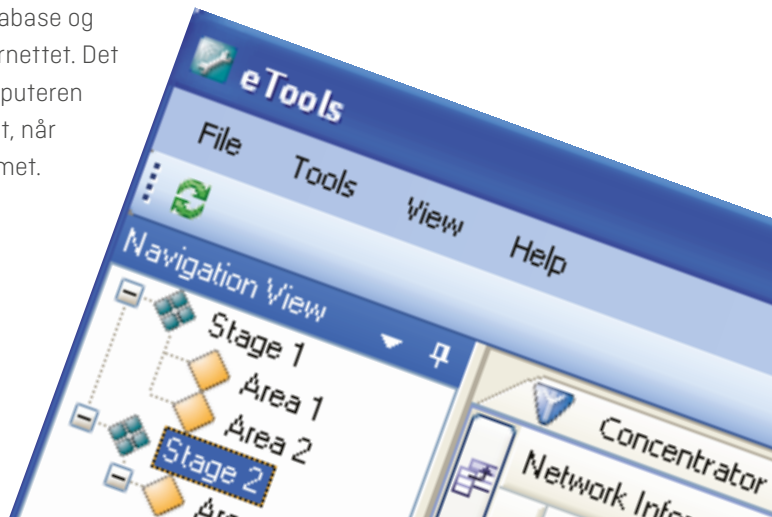 abase og
rnettet. Det
puteren
t, når
met.
eTools
File Tools View Help
Navigation View
Stage 1
Area 1
Area 2
Stage 2
Concentrator
Network